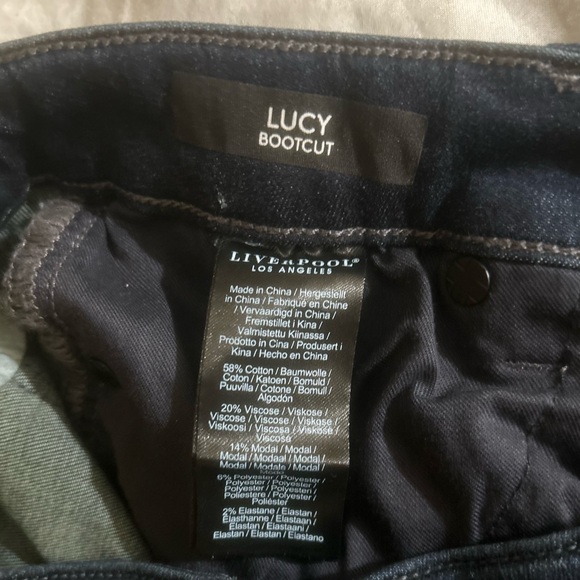 LUCY
BOOTCUT
LIVERPOOL®
LOS ANGELES
Made in China / Hergestellt
in China / Fabriqué en Chine
/ Vervaardigd in China /
Fremstillet i Kina /
Valmistettu Kiinassa /
Prodotto in Cina / Produsert i
Kina / Hecho en China
58% Cotton / Baumwolle /
Coton / Katoen / Bomuld /
Puuvilla / Cotone / Bomull /
Algodón
20% Viscose / Viskose /
Viscose / Viscose / Viskose /
Viskoosi / Viscosa / Viskose /
Viscosa
14% Modal / Modal /
Modal / Modaal / Modal /
Modal / Modale / Modal /
Modal
6% Polyester / Polyester /
Polyester / Polyester /
Polyester / Polyesteri /
Poliestere / Polyester /
Poliéster
2% Elastane / Elastan /
Elasthanne / Elastaan /
Elastan / Elastaani /
Elastan / Elastan / Elastano